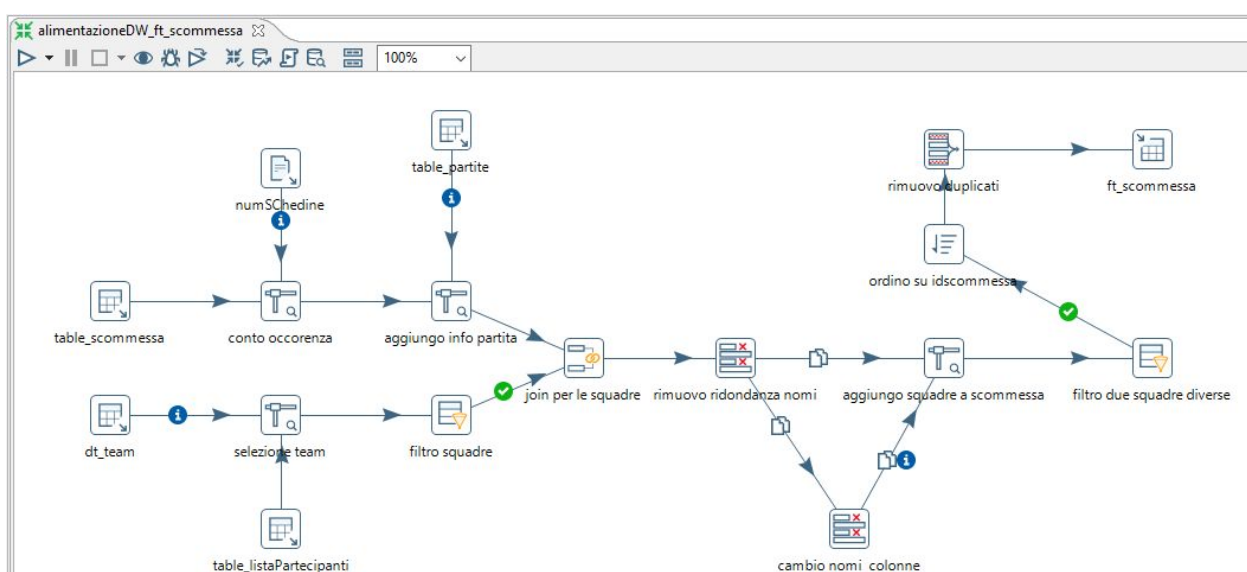 alimentazioneDW_ft_scommessa
100%
table_partite
numSChedine
rimuovo duplicati
ft_scommessa
ordino su idscommessa
table_scommessa
conto occorenza
aggiungo info partita
join per le squadre
rimuovo ridondanza nomi
aggiungo squadre a scommessa
filtro due squadre diverse
dt_team
selezione team
filtro squadre
table_listaPartecipanti
cambio nomi colonne